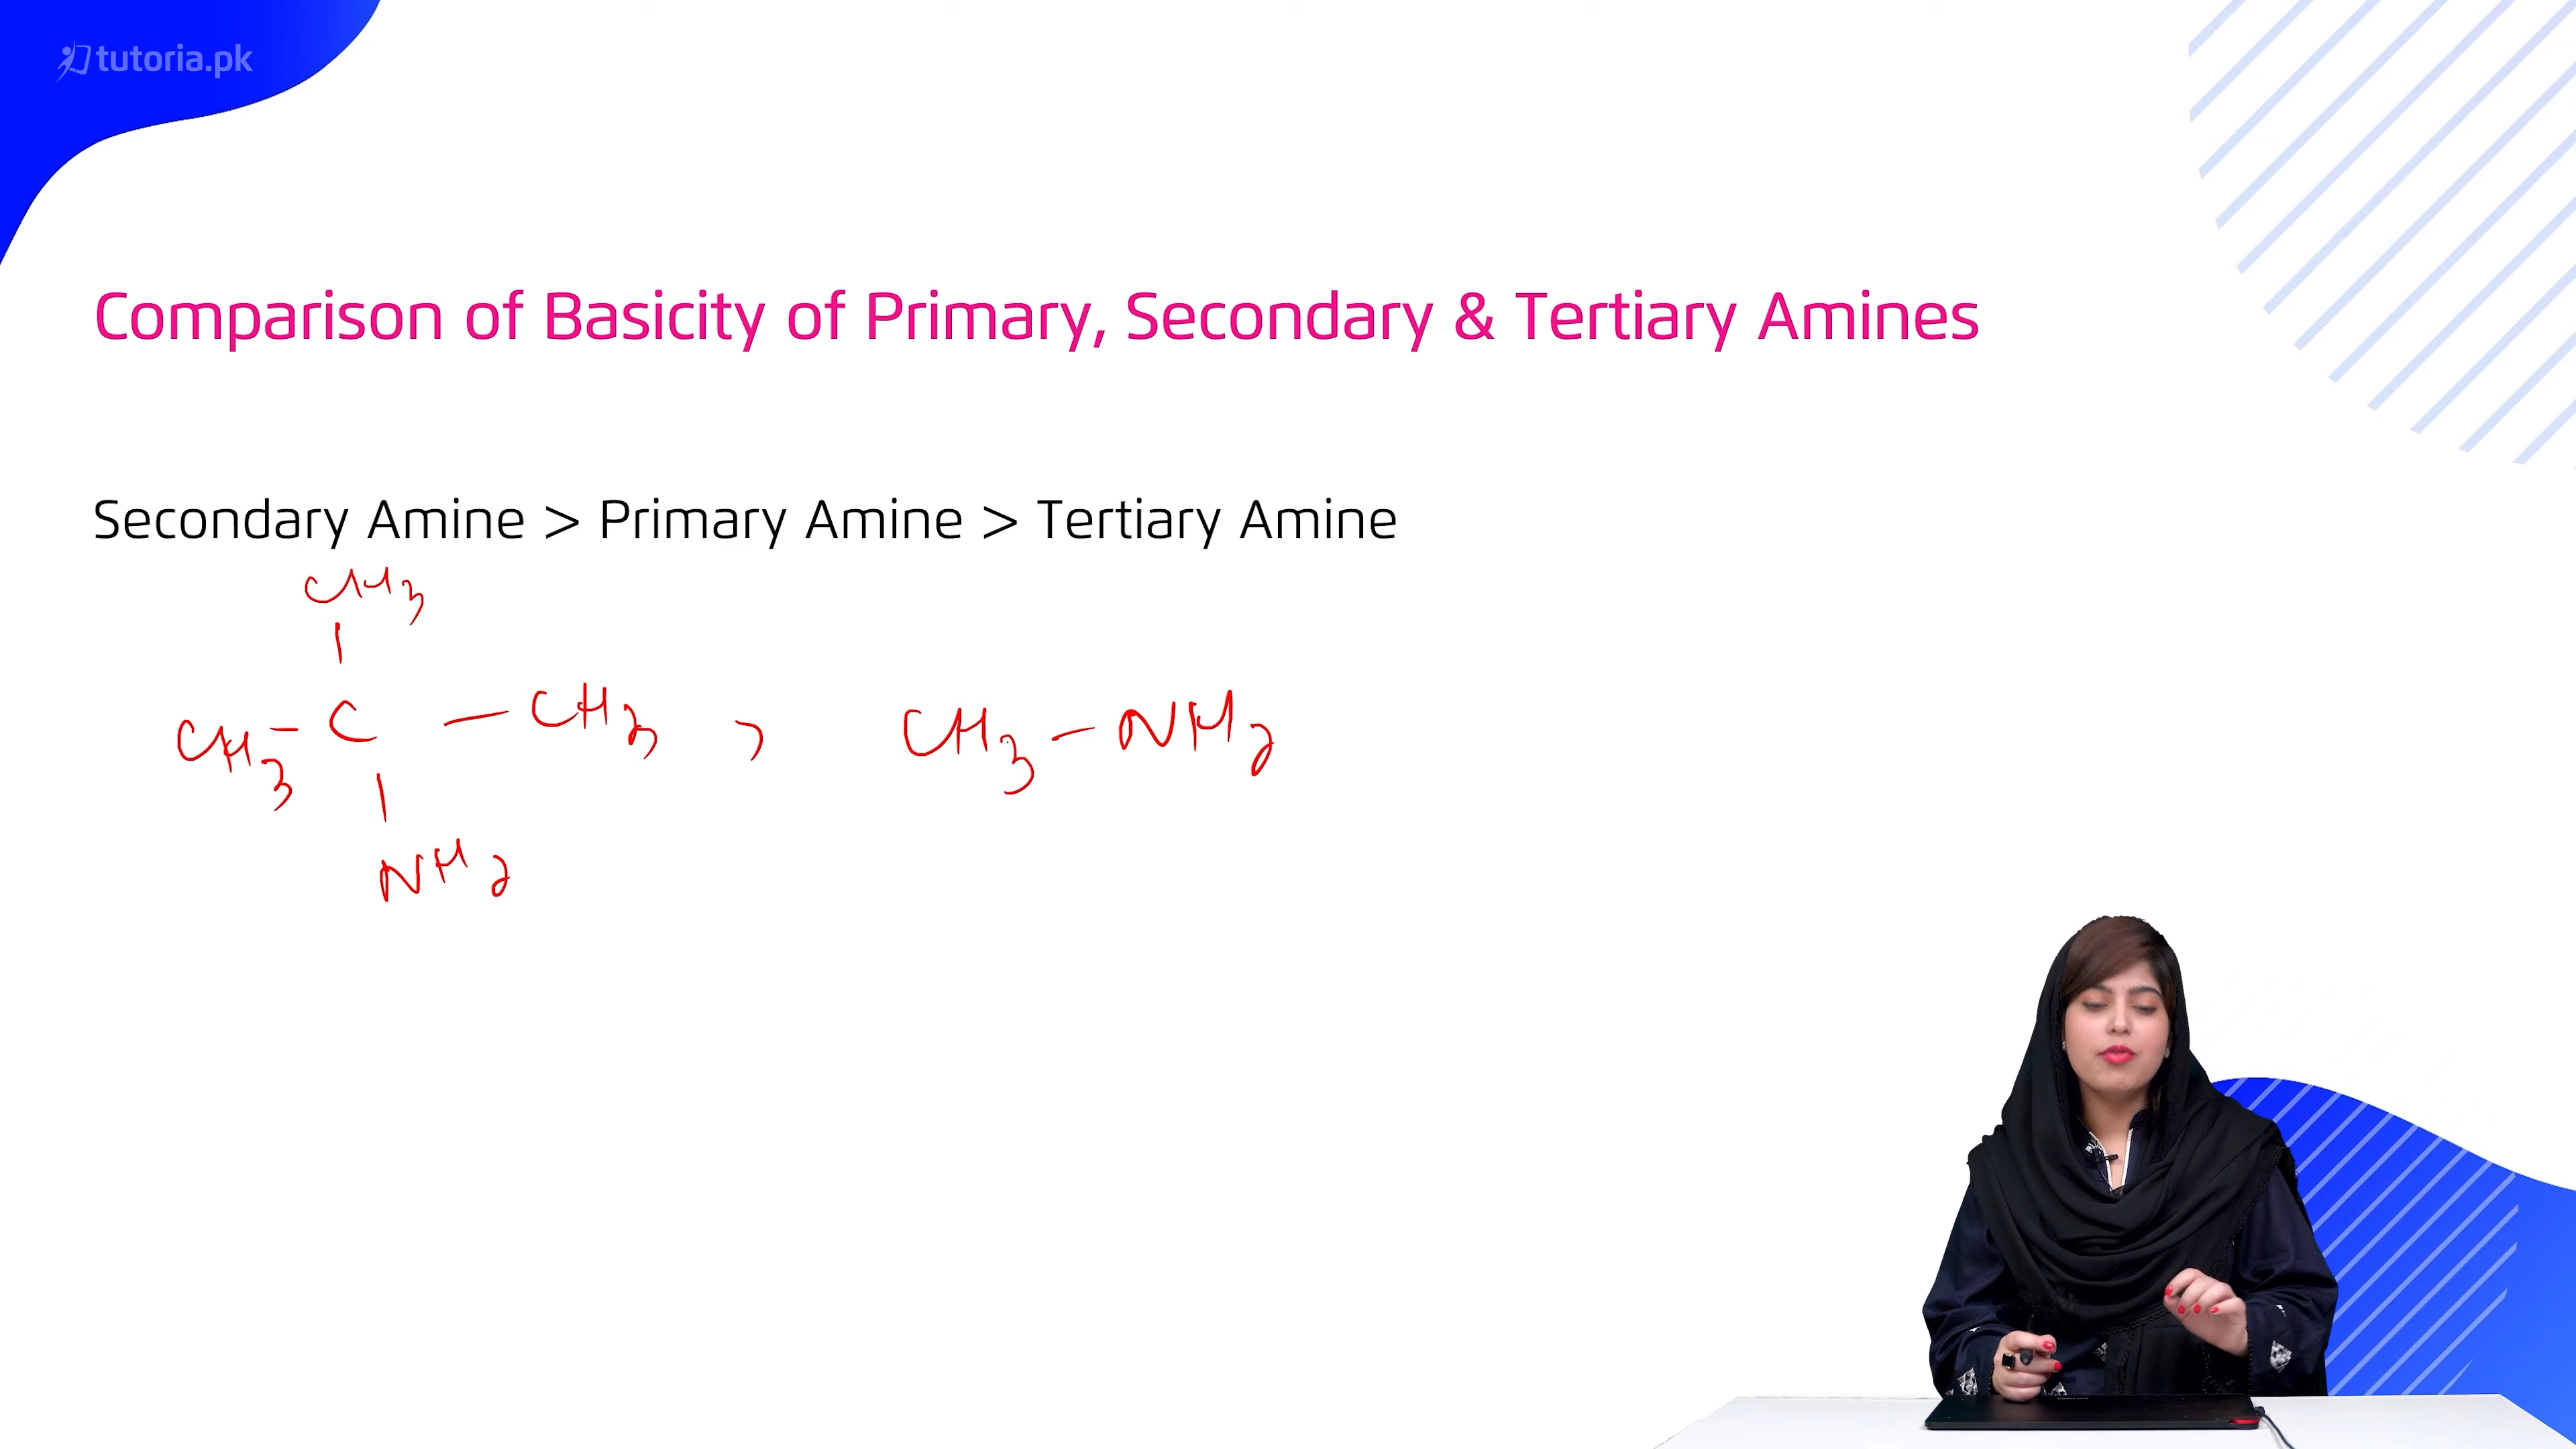 tutoria.pk
Comparison of Basicity of Primary, Secondary & Tertiary Amines
Secondary Amine > Primary Amine > Tertiary Amine
CH3
|
CH3 - C - CH3 > CH3 - NH2
|
NH2